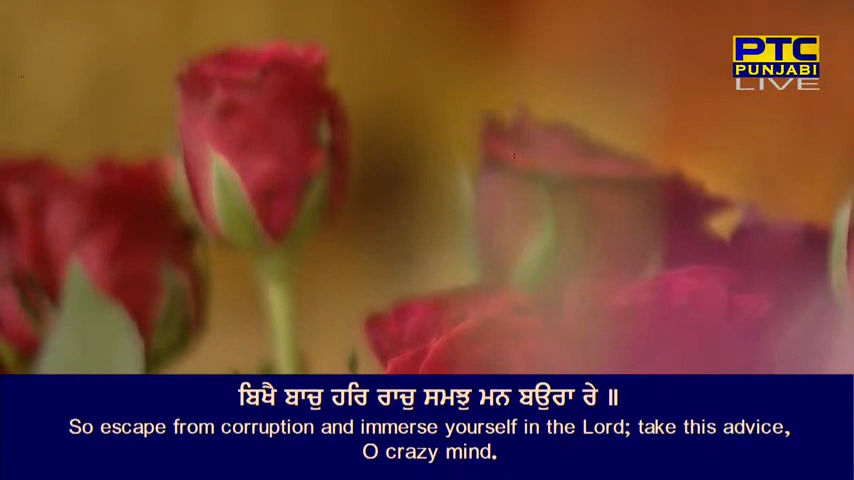 PTC
PUNJABI
LIVE
ਬਿਖੈ ਬਾਚੁ ਹਰਿ ਰਾਚੁ ਸਮਝੁ ਮਨ ਬਉਰਾ ਰੇ ॥
So escape from corruption and immerse yourself in the Lord; take this advice,
O crazy mind.